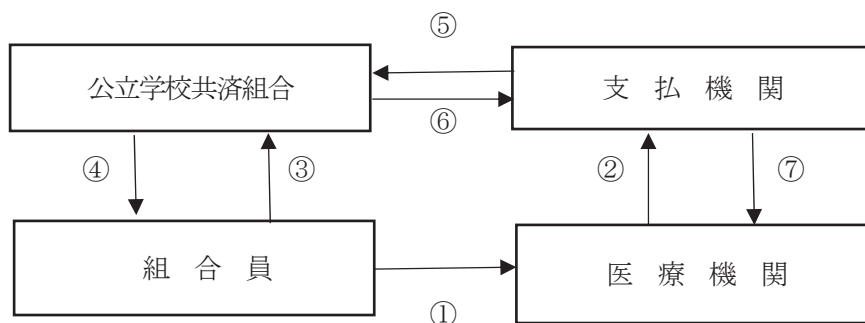 ⑤
公立学校共済組合
支 払 機 関
⑥
④
③
②
⑦
組 合 員
医 療 機 関
①